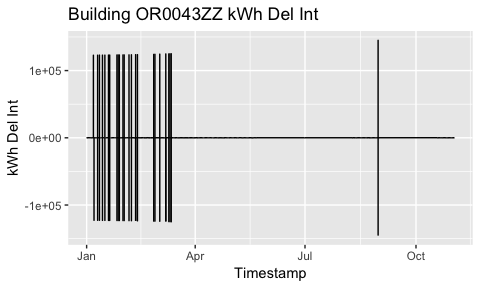 Building OR0043ZZ kWh Del Int
kWh Del Int
1e+05
0e+00
-1e+05
Jan Apr Jul Oct
Timestamp